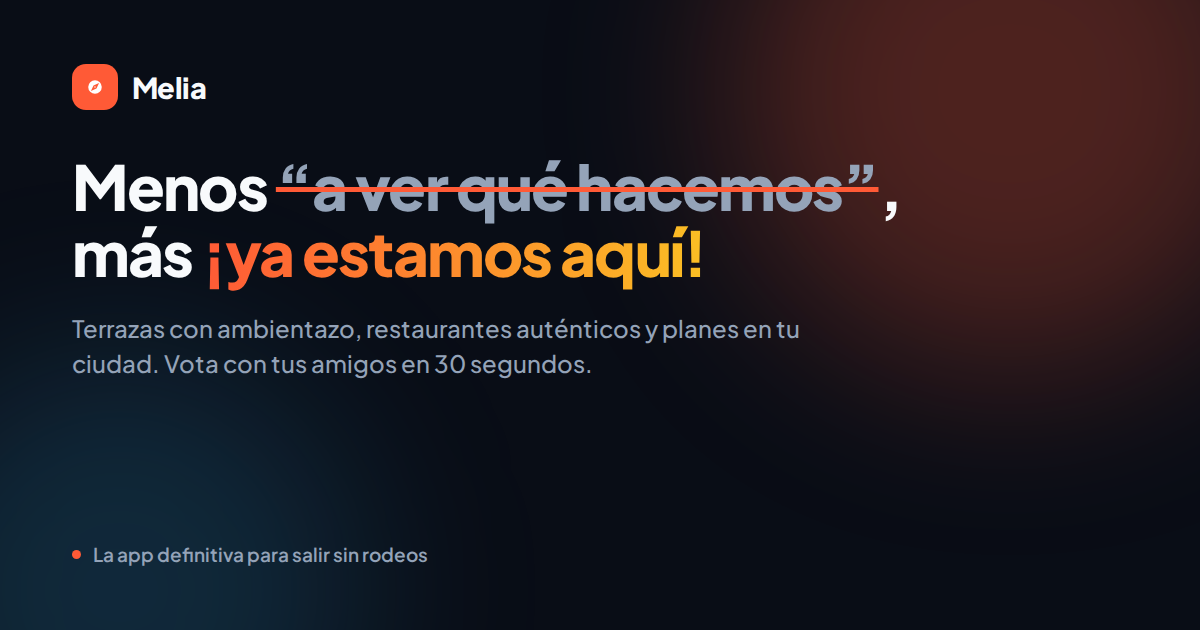 Melia
Menos “a ver qué hacemos”,
más ¡ya estamos aquí!
Terrazas con ambientazo, restaurantes auténticos y planes en tu
ciudad. Vota con tus amigos en 30 segundos.
La app definitiva para salir sin rodeos